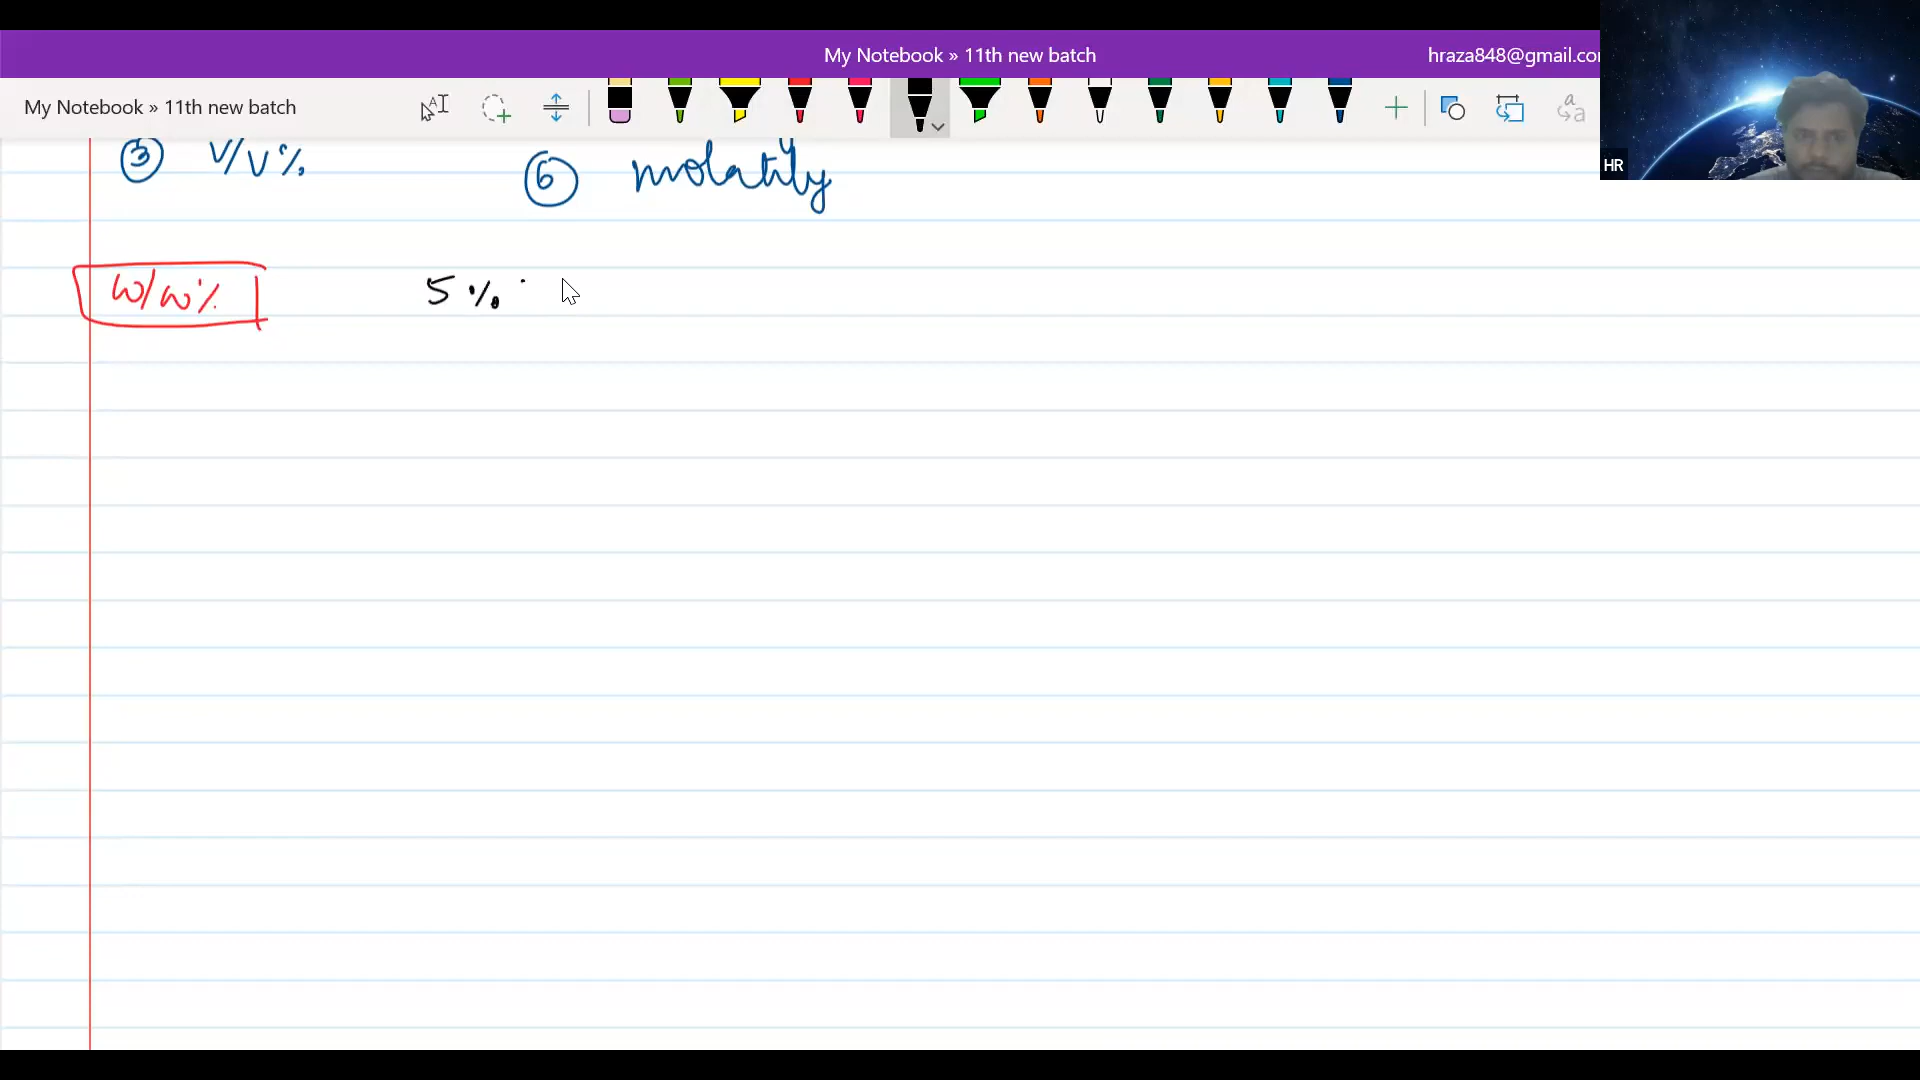 My Notebook » 11th new batch
hraza848@gmail.co
My Notebook » 11th new batch
HR
3 V/V %
6 molality
w/w %
5 %